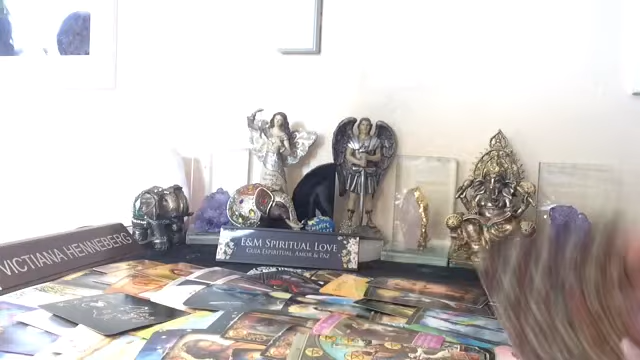 VICTIANA HENNEBERG
E&M SPIRITUAL LOVE
GUIA ESPIRITUAL, AMOR & PAZ